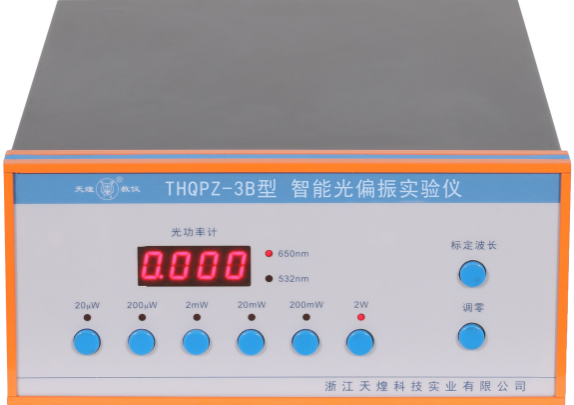 天煌 ® 教仪 THQPZ-3B型 智能光偏振实验仪
光功率计
0.000
650nm
532nm
标定波长
20μW 200μW 2mW 20mW 200mW 2W
调零
浙江天煌科技实业有限公司